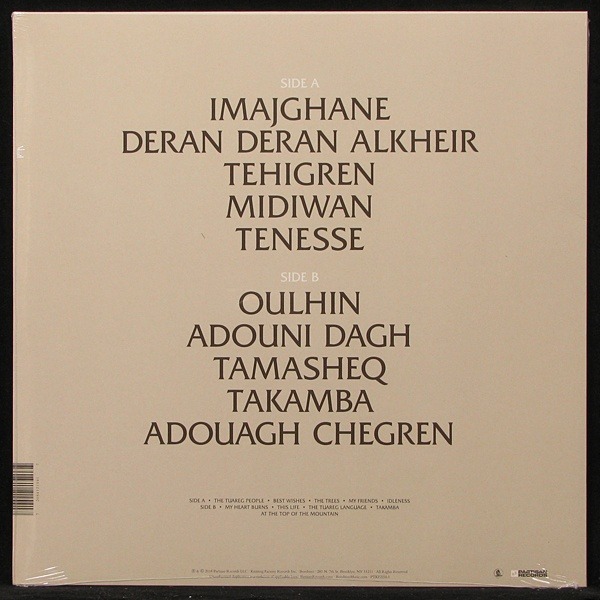 SIDE A
IMAJGHANE
DERAN DERAN ALKHEIR
TEHIGREN
MIDIWAN
TENESSE
SIDE B
OULHIN
ADOUNI DAGH
TAMASHEQ
TAKAMBA
ADOUAGH CHEGREN
SIDE A • THE TUAREG PEOPLE • BEST WISHES • THE TREES • MY FRIENDS • IDLENESS
SIDE B • MY HEART BURNS • THIS LIFE • THE TUAREG LANGUAGE • TAKAMBA
AT THE TOP OF THE MOUNTAIN
PARTISAN
RECORDS